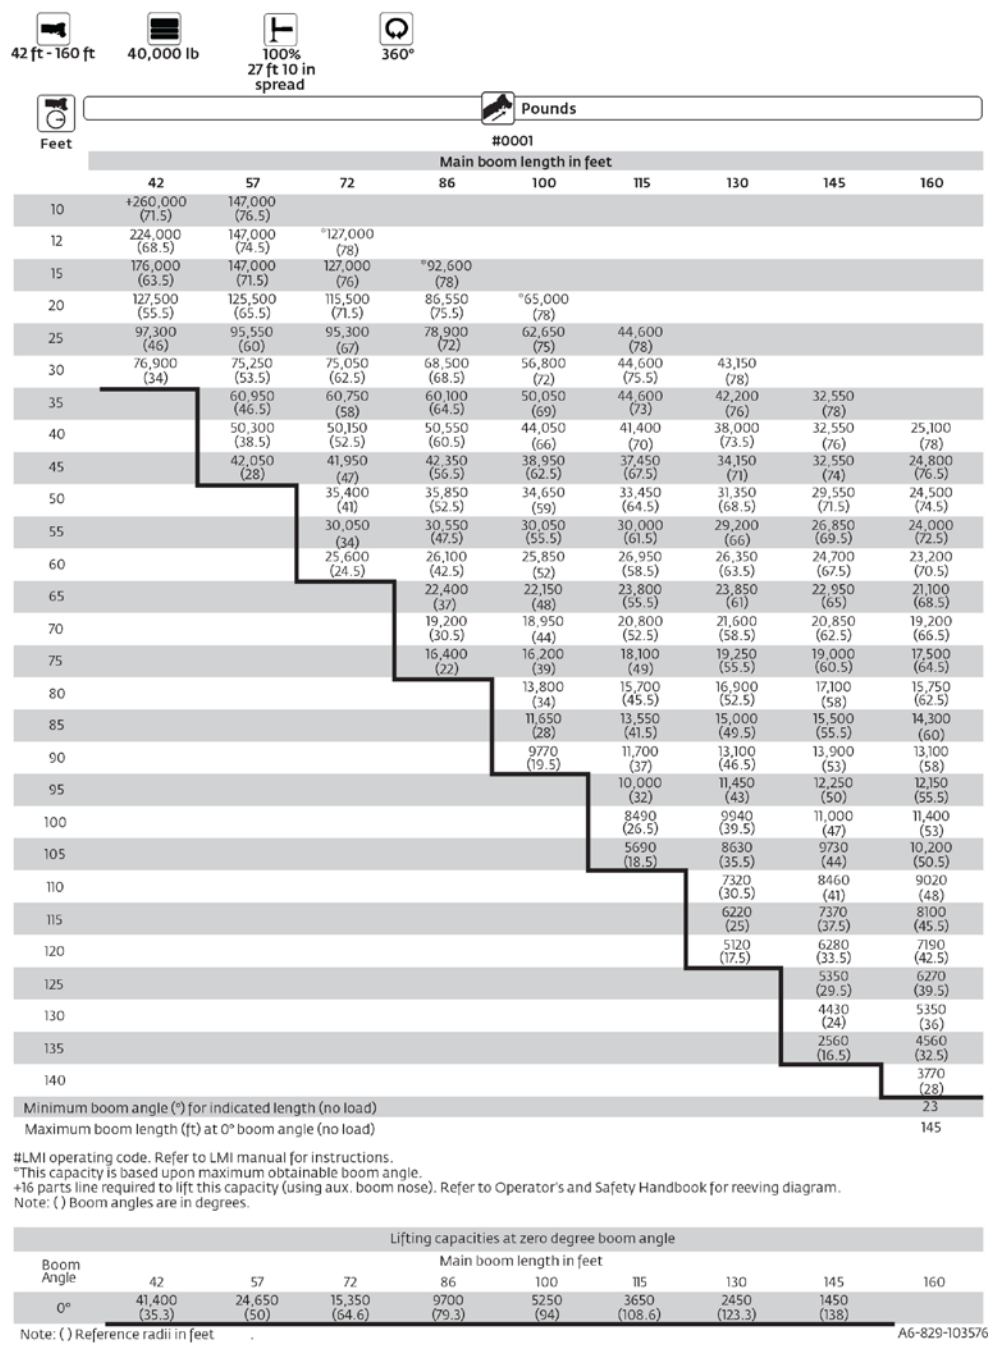 42 ft - 160 ft 40,000 lb 100% 360°
27 ft 10 in
spread
Pounds
Feet #0001
Main boom length in feet
42 57 72 86 100 115 130 145 160
10 +260,000 (71.5) 147,000 (76.5)
12 224,000 (68.5) 147,000 (74.5) °127,000 (78)
15 176,000 (63.5) 147,000 (71.5) 127,000 (76) °92,600 (78)
20 127,500 (55.5) 125,500 (65.5) 115,500 (71.5) 86,550 (75.5) °65,000 (78)
25 97,300 (46) 95,550 (60) 95,300 (67) 78,900 (72) 62,650 (75) 44,600 (78)
30 76,900 (34) 75,250 (53.5) 75,050 (62.5) 68,500 (68.5) 56,800 (72) 44,600 (75.5) 43,150 (78)
35 60,950 (46.5) 60,750 (58) 60,100 (64.5) 50,050 (69) 44,600 (73) 42,200 (76) 32,550 (78)
40 50,300 (38.5) 50,150 (52.5) 50,550 (60.5) 44,050 (66) 41,400 (70) 38,000 (73.5) 32,550 (76) 25,100 (78)
45 42,050 (28) 41,950 (47) 42,350 (56.5) 38,950 (62.5) 37,450 (67.5) 34,150 (71) 32,550 (74) 24,800 (76.5)
50 35,400 (41) 35,850 (52.5) 34,650 (59) 33,450 (64.5) 31,350 (68.5) 29,550 (71.5) 24,500 (74.5)
55 30,050 (34) 30,550 (47.5) 30,050 (55.5) 30,000 (61.5) 29,200 (66) 26,850 (69.5) 24,000 (72.5)
60 25,600 (24.5) 26,100 (42.5) 25,850 (52) 26,950 (58.5) 26,350 (63.5) 24,700 (67.5) 23,200 (70.5)
65 22,400 (37) 22,150 (48) 23,800 (55.5) 23,850 (61) 22,950 (65) 21,100 (68.5)
70 19,200 (30.5) 18,950 (44) 20,800 (52.5) 21,600 (58.5) 20,850 (62.5) 19,200 (66.5)
75 16,400 (22) 16,200 (39) 18,100 (49) 19,250 (55.5) 19,000 (60.5) 17,500 (64.5)
80 13,800 (34) 15,700 (45.5) 16,900 (52.5) 17,100 (58) 15,750 (62.5)
85 11,650 (28) 13,550 (41.5) 15,000 (49.5) 15,500 (55.5) 14,300 (60)
90 9770 (19.5) 11,700 (37) 13,100 (46.5) 13,900 (53) 13,100 (58)
95 10,000 (32) 11,450 (43) 12,250 (50) 12,150 (55.5)
100 8490 (26.5) 9940 (39.5) 11,000 (47) 11,400 (53)
105 5690 (18.5) 8630 (35.5) 9730 (44) 10,200 (50.5)
110 7320 (30.5) 8460 (41) 9020 (48)
115 6220 (25) 7370 (37.5) 8100 (45.5)
120 5120 (17.5) 6280 (33.5) 7190 (42.5)
125 5350 (29.5) 6270 (39.5)
130 4430 (24) 5350 (36)
135 2560 (16.5) 4560 (32.5)
140 3770 (28)
Minimum boom angle (°) for indicated length (no load) 23
Maximum boom length (ft) at 0° boom angle (no load) 145
#LMI operating code. Refer to LMI manual for instructions.
°This capacity is based upon maximum obtainable boom angle.
+16 parts line required to lift this capacity (using aux. boom nose). Refer to Operator's and Safety Handbook for reeving diagram.
Note: ( ) Boom angles are in degrees.
Lifting capacities at zero degree boom angle
Boom Angle Main boom length in feet
42 57 72 86 100 115 130 145 160
0° 41,400 (35.3) 24,650 (50) 15,350 (64.6) 9700 (79.3) 5250 (94) 3650 (108.6) 2450 (123.3) 1450 (138)
Note: ( ) Reference radii in feet . A6-829-103576